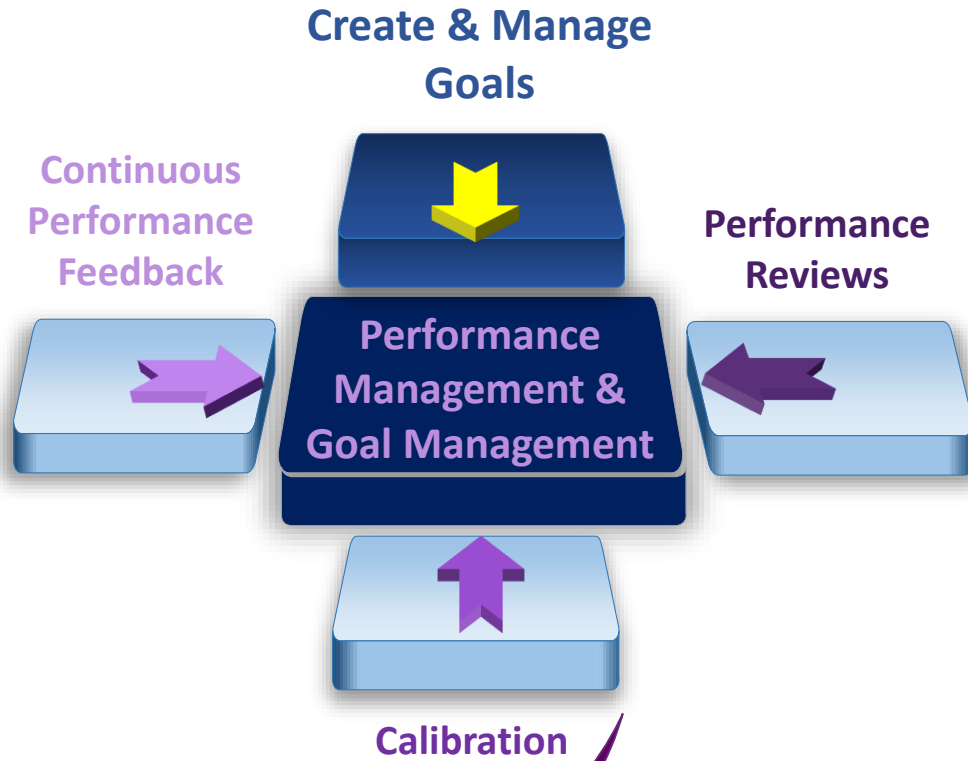 Create & Manage
Goals
Continuous
Performance
Feedback
Performance
Reviews
Performance
Management &
Goal Management
Calibration